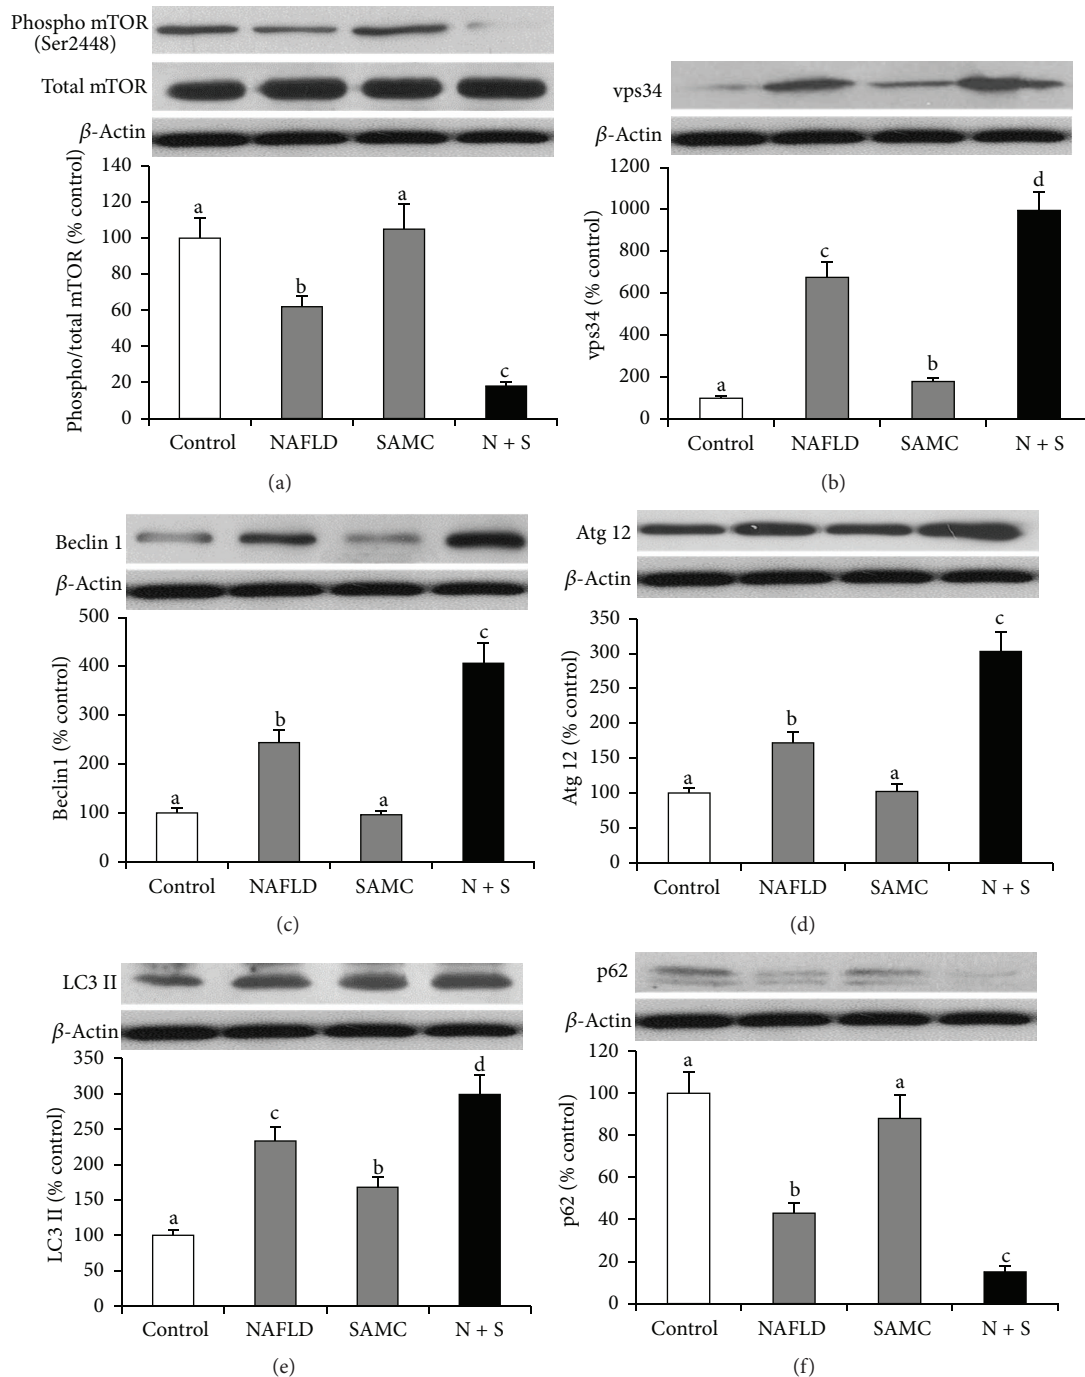 Phospho mTOR
(Ser2448)
Total mTOR
β-Actin
Phospho/total mTOR (% control)
140
120
100
80
60
40
20
0
a
b
a
c
Control NAFLD SAMC N + S
(a)
vps34
β-Actin
vps34 (% control)
1200
1000
800
600
400
200
0
a
c
b
d
Control NAFLD SAMC N + S
(b)
Beclin 1
β-Actin
Beclin1 (% control)
500
400
300
200
100
0
a
b
a
c
Control NAFLD SAMC N + S
(c)
Atg 12
β-Actin
Atg 12 (% control)
350
300
250
200
150
100
50
0
a
b
a
c
Control NAFLD SAMC N + S
(d)
LC3 II
β-Actin
LC3 II (% control)
350
300
250
200
150
100
50
0
a
c
b
d
Control NAFLD SAMC N + S
(e)
p62
β-Actin
p62 (% control)
120
100
80
60
40
20
0
a
b
a
c
Control NAFLD SAMC N + S
(f)